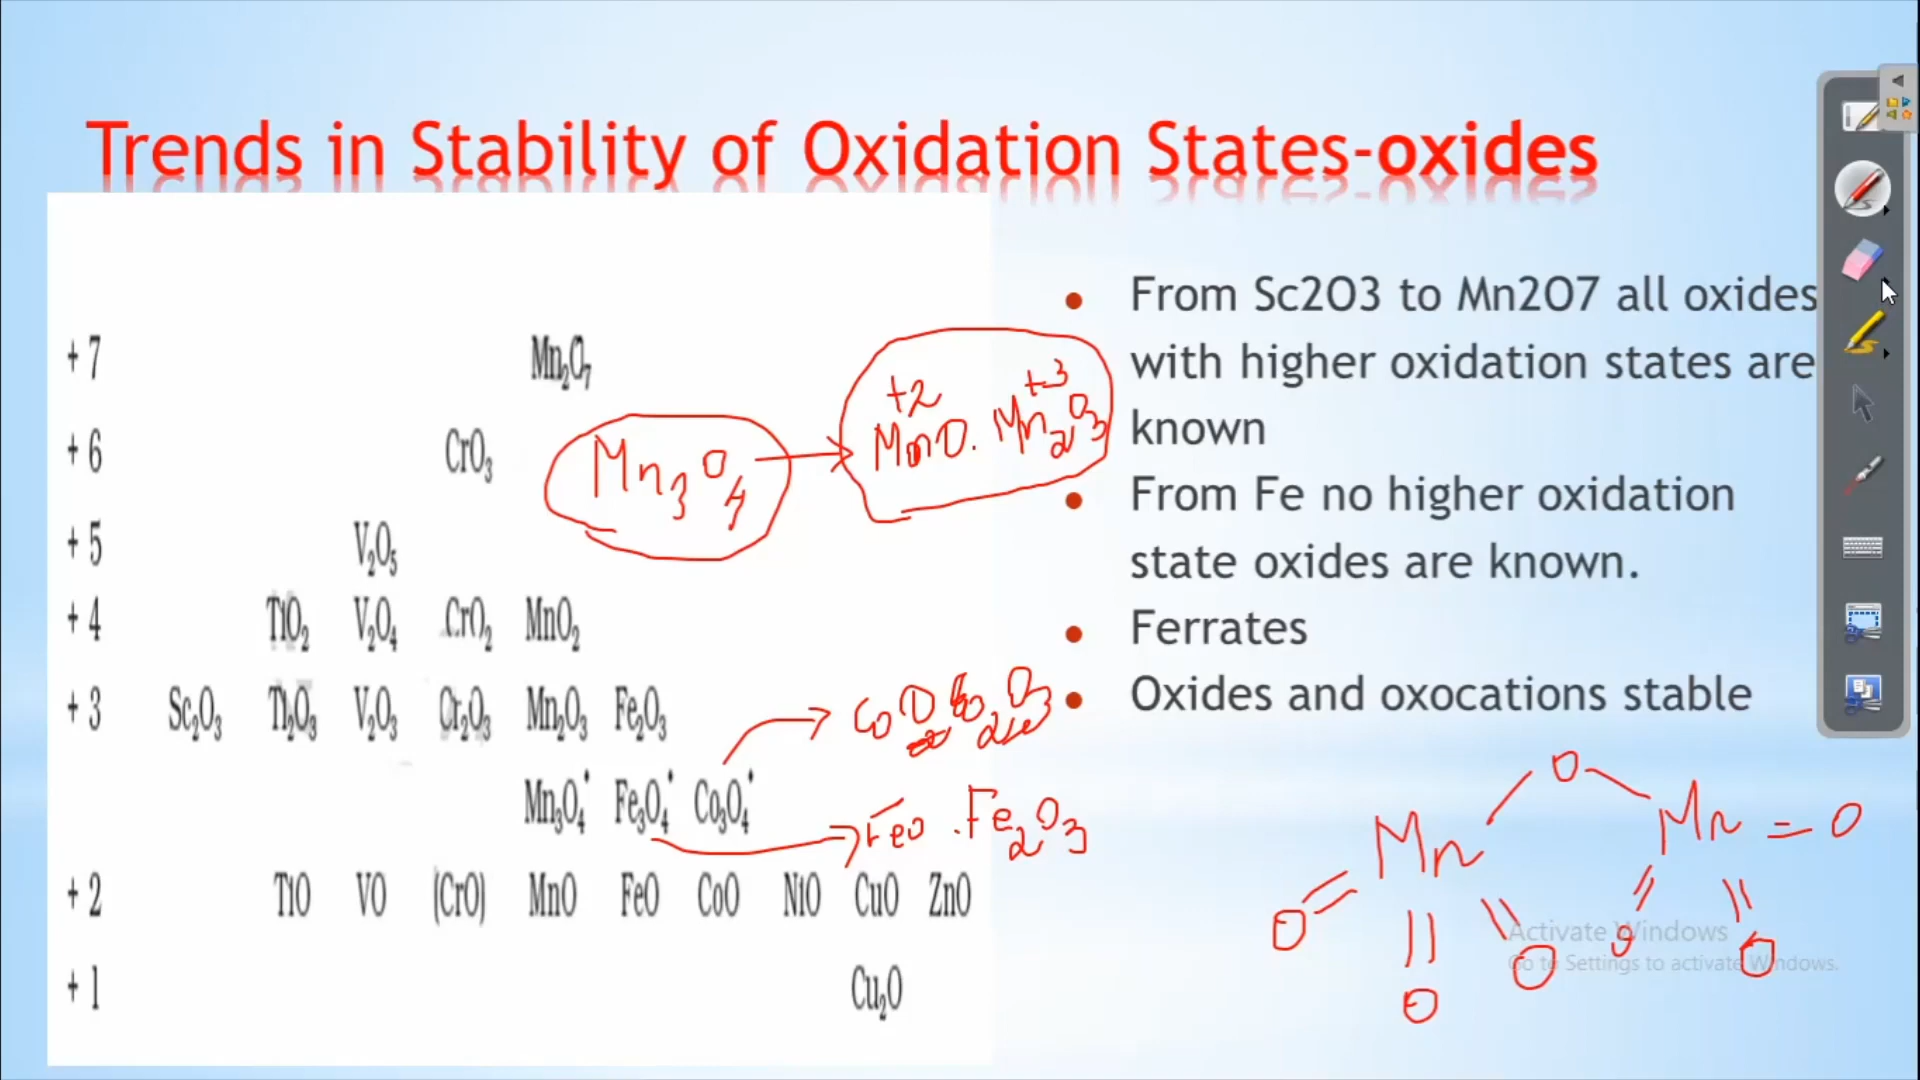 Trends in Stability of Oxidation States-oxides
+ 7 Mn₂O₇
+ 6 CrO₃
+ 5 V₂O₅
+ 4 TiO₂ V₂O₄ CrO₂ MnO₂
+ 3 Sc₂O₃ Ti₂O₃ V₂O₃ Cr₂O₃ Mn₂O₃ Fe₂O₃
Mn₃O₄* Fe₃O₄* Co₃O₄*
+ 2 TiO VO (CrO) MnO FeO CoO NiO CuO ZnO
+ 1 Cu₂O
Mn₃O₄
+2 +3
MnO. Mn₂O₃
CoO Co₂O₃
FeO .Fe₂O₃
• From Sc2O3 to Mn2O7 all oxides
with higher oxidation states are
known
• From Fe no higher oxidation
state oxides are known.
• Ferrates
• Oxides and oxocations stable
O
Mn Mn = O
O O O O
O
Activate Windows
Go to Settings to activate Windows.